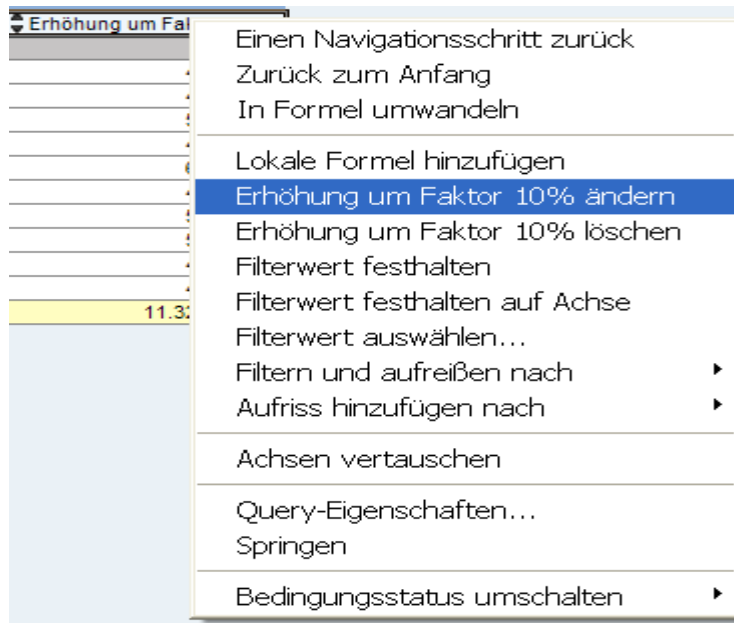 Erhöhung um
Einen Navigationsschritt zurück
Zurück zum Anfang
In Formel umwandeln
Lokale Formel hinzufügen
Erhöhung um Faktor 10% ändern
Erhöhung um Faktor 10% löschen
Filterwert festhalten
Filterwert festhalten auf Achse
11.32
Filterwert auswählen...
Filtern und aufreißen nach
Aufriss hinzufügen nach
Achsen vertauschen
Query-Eigenschaften...
Springen
Bedingungsstatus umschalten